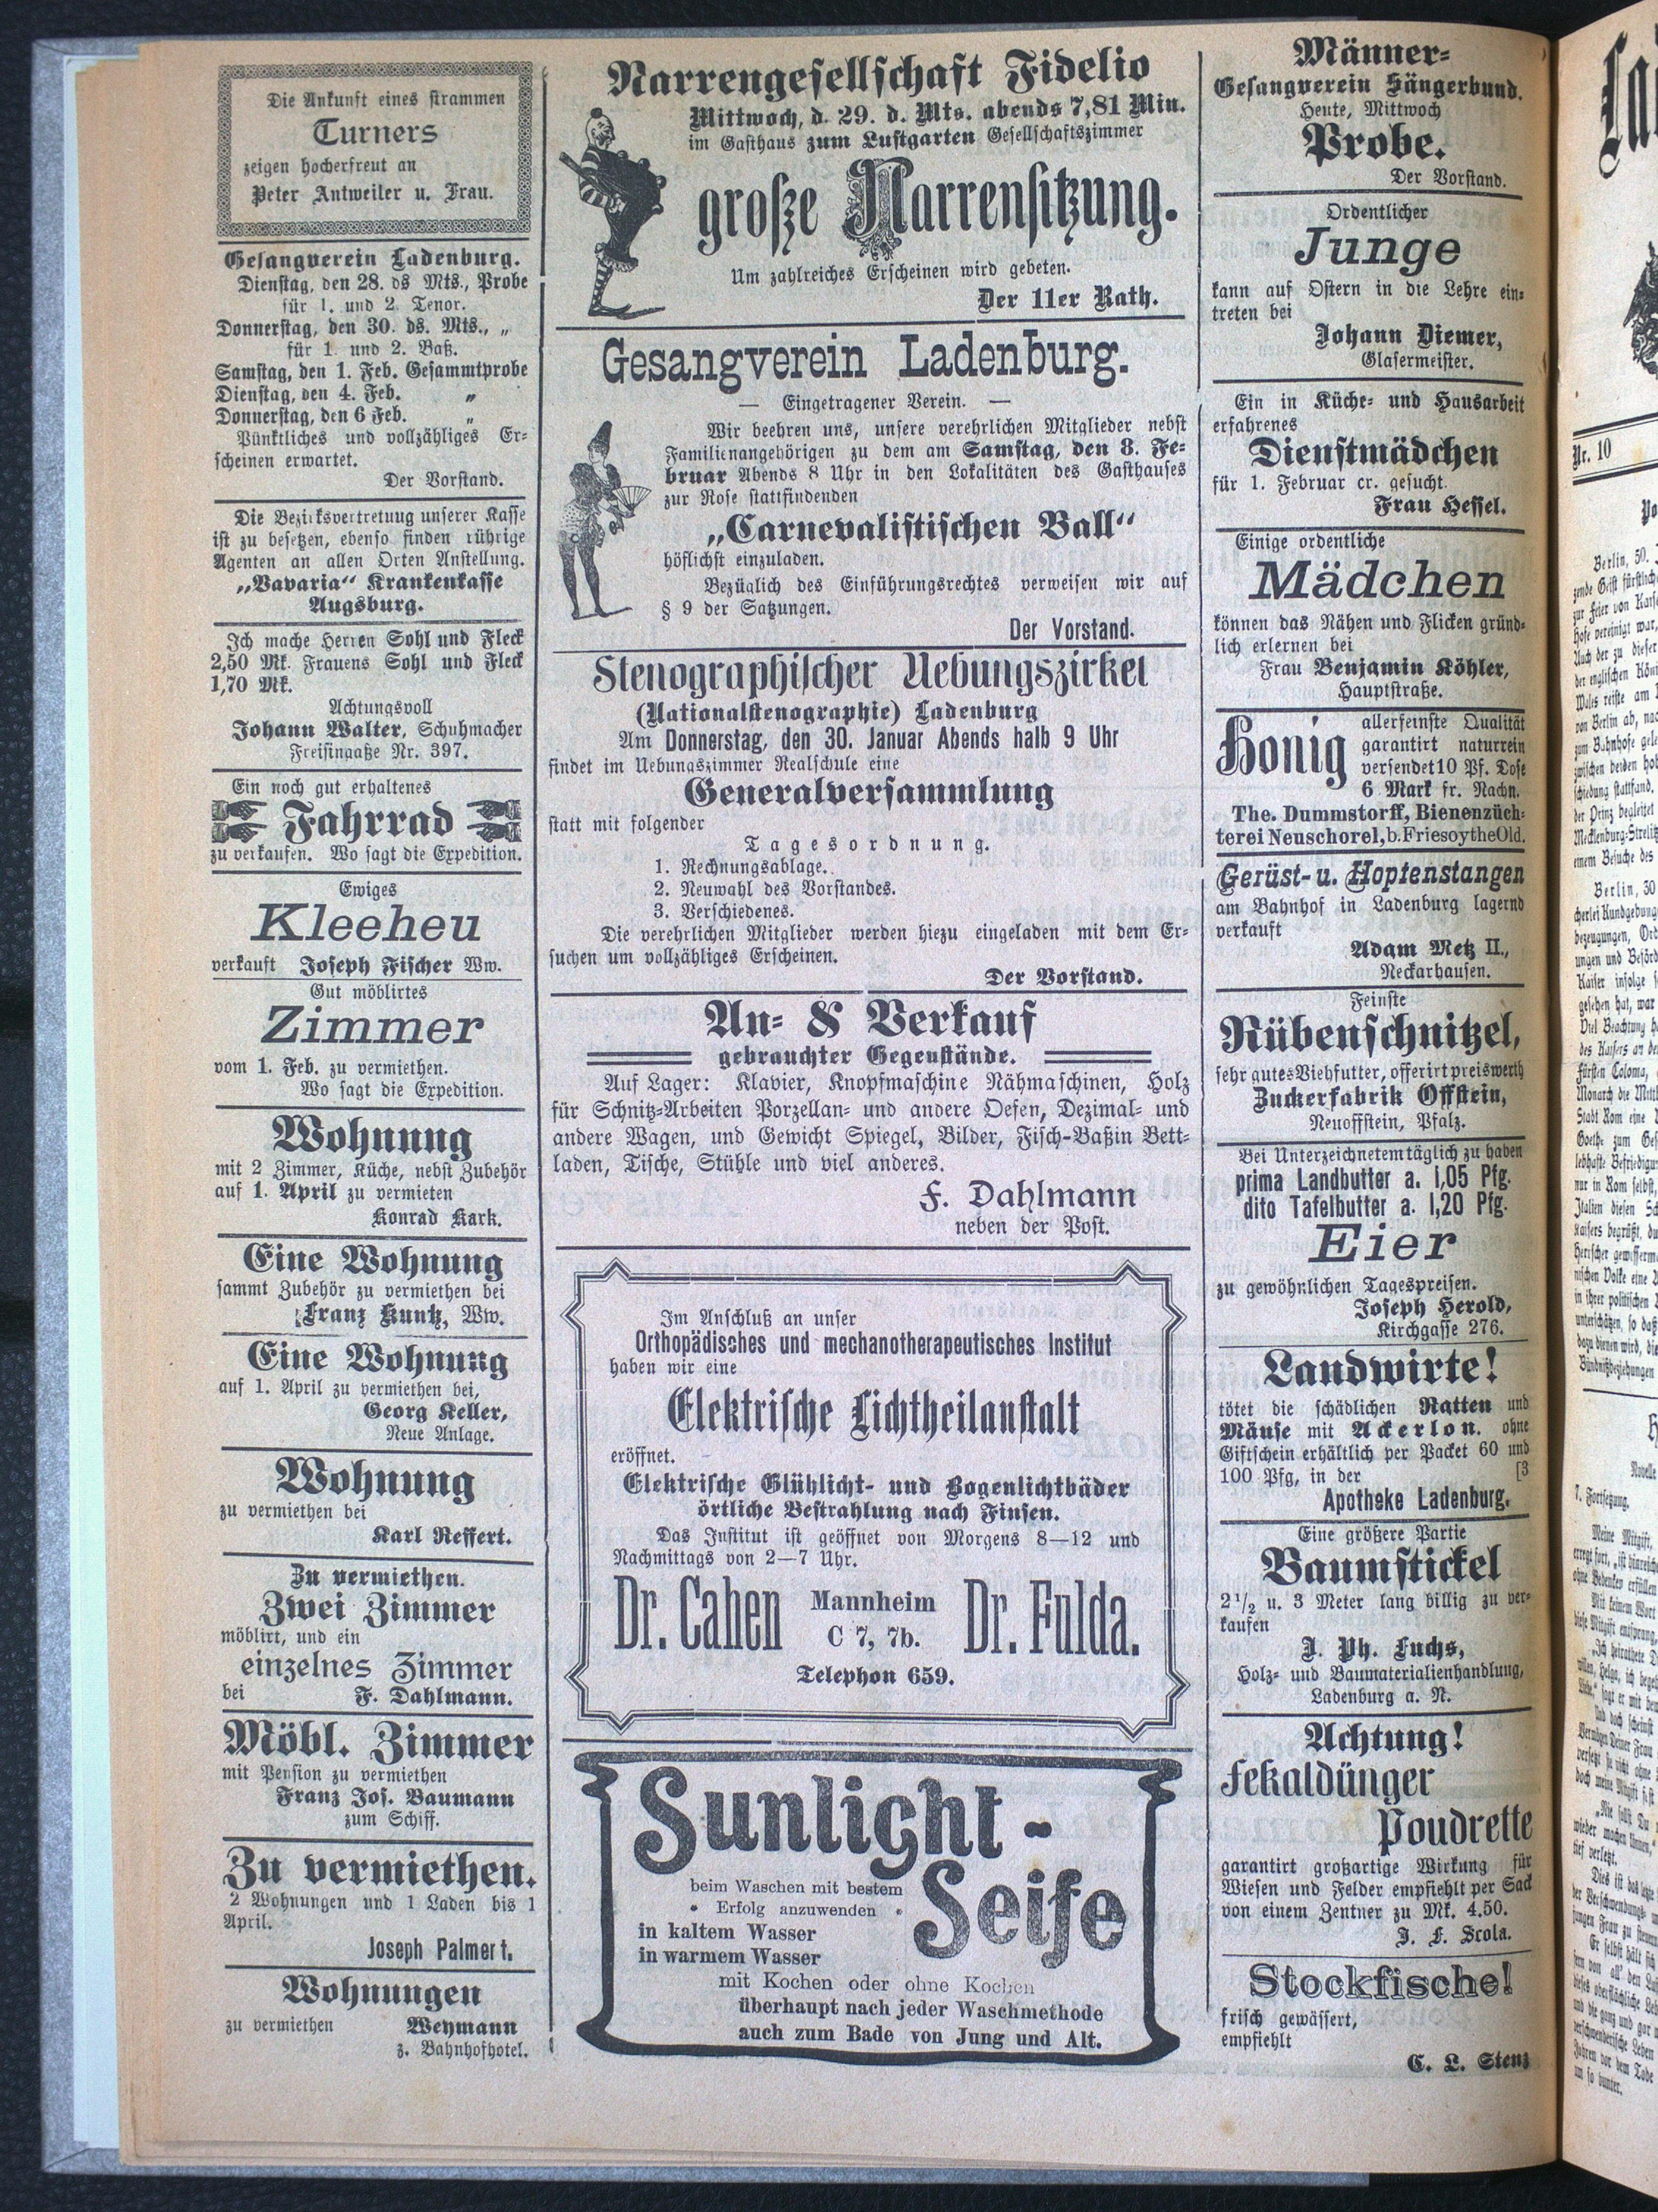 Die Ankunft eines strammen
Turners
zeigen hocherfreut an
Peter Antweiler u. Frau.
Gesangverein Ladenburg.
Dienstag, den 28. ds Mts., Probe
für 1. und 2. Tenor.
Donnerstag, den 30. ds. Mts., „
für 1. und 2. Baß.
Samstag, den 1. Feb. Gesammtprobe
Dienstag, den 4. Feb. „
Donnerstag, den 6 Feb. „
Pünktliches und vollzähliges Er-
scheinen erwartet.
Der Vorstand.
Die Bezirksvertretuug unserer Kasse
ist zu besetzen, ebenso finden rührige
Agenten an allen Orten Anstellung.
„Bavaria“ Krankenkasse
Augsburg.
Ich mache Herren Sohl und Fleck
2,50 Mk. Frauens Sohl und Fleck
1,70 Mk.
Achtungsvoll
Johann Walter, Schuhmacher
Freisingaße Nr. 397.
Ein noch gut erhaltenes
Fahrrad
zu verkaufen. Wo sagt die Expedition.
Ewiges
Kleeheu
verkauft Joseph Fischer Ww.
Gut möblirtes
Zimmer
vom 1. Feb. zu vermiethen.
Wo sagt die Expedition.
Wohnung
mit 2 Zimmer, Küche, nebst Zubehör
auf 1. April zu vermieten
Konrad Kark.
Eine Wohnung
sammt Zubehör zu vermiethen bei
Franz Kuntz, Ww.
Eine Wohnung
auf 1. April zu vermiethen bei,
Georg Keller,
Neue Anlage.
Wohnung
zu vermiethen bei
Karl Reffert.
Zu vermiethen.
Zwei Zimmer
möblirt, und ein
einzelnes Zimmer
bei F. Dahlmann.
Möbl. Zimmer
mit Pension zu vermiethen
Franz Jos. Baumann
zum Schiff.
Zu vermiethen.
2 Wohnungen und 1 Laden bis 1
April.
Joseph Palmert.
Wohnungen
zu vermiethen Weymann
z. Bahnhofhotel.
Narrengesellschaft Fidelio
Mittwoch, d. 29. d. Mts. abends 7,81 Min.
im Gasthaus zum Lustgarten Gesellschaftszimmer
große Narrensitzung.
Um zahlreiches Erscheinen wird gebeten.
Der 11er Rath.
Gesangverein Ladenburg.
— Eingetragener Verein. —
Wir beehren uns, unsere verehrlichen Mitglieder nebst
Familienangehörigen zu dem am Samstag, den 8. Fe-
bruar Abends 8 Uhr in den Lokalitäten des Gasthauses
zur Rose stattfindenden
„Carnevalistischen Ball“
höflichst einzuladen.
Bezüglich des Einführungsrechtes verweisen wir auf
§ 9 der Satzungen.
Der Vorstand.
Stenographischer Uebungszirkel
(Nationalstenographie) Ladenburg
Am Donnerstag, den 30. Januar Abends halb 9 Uhr
findet im Uebungszimmer Realschule eine
Generalversammlung
statt mit folgender
Tagesordnung.
1. Rechnungsablage.
2. Neuwahl des Vorstandes.
3. Verschiedenes.
Die verehrlichen Mitglieder werden hiezu eingeladen mit dem Er-
suchen um vollzähliges Erscheinen.
Der Vorstand.
An- & Verkauf
gebrauchter Gegenstände.
Auf Lager: Klavier, Knopfmaschine Nähmaschinen, Holz
für Schnitz-Arbeiten Porzellan- und andere Oefen, Dezimal- und
andere Wagen, und Gewicht Spiegel, Bilder, Fisch-Baßin Bett-
laden, Tische, Stühle und viel anderes.
F. Dahlmann
neben der Post.
Im Anschluß an unser
Orthopädisches und mechanotherapeutisches Institut
haben wir eine
Elektrische Lichtheilanstalt
eröffnet.
Elektrische Glühlicht- und Bogenlichtbäder
örtliche Bestrahlung nach Finsen.
Das Institut ist geöffnet von Morgens 8—12 und
Nachmittags von 2—7 Uhr.
Dr. Cahen Mannheim Dr. Fulda.
C 7, 7b.
Telephon 659.
Sunlight-
Seife
beim Waschen mit bestem
* Erfolg anzuwenden *
in kaltem Wasser
in warmem Wasser
mit Kochen oder ohne Kochen
überhaupt nach jeder Waschmethode
auch zum Bade von Jung und Alt.
Männer-
Gesangverein Sängerbund.
Heute, Mittwoch
Probe.
Der Vorstand.
Ordentlicher
Junge
kann auf Ostern in die Lehre ein-
treten bei
Johann Diemer,
Glasermeister.
Ein in Küche- und Hausarbeit
erfahrenes
Dienstmädchen
für 1. Februar cr. gesucht.
Frau Hessel.
Einige ordentliche
Mädchen
können das Nähen und Flicken gründ-
lich erlernen bei
Frau Benjamin Köhler,
Hauptstraße.
Honig
allerfeinste Qualität
garantirt naturrein
versendet 10 Pf. Dose
6 Mark fr. Nachn.
The. Dummstorff, Bienenzüch-
terei Neuschorel, b. Friesoythe Old.
Gerüst- u. Hopfenstangen
am Bahnhof in Ladenburg lagernd
verkauft
Adam Metz II.,
Neckarhausen.
Feinste
Rübenschnitzel,
sehr gutes Viehfutter, offerirt preiswerth
Zuckerfabrik Offstein,
Neuoffstein, Pfalz.
Bei Unterzeichnetem täglich zu haben
prima Landbutter a. 1,05 Pfg.
dito Tafelbutter a. 1,20 Pfg.
Eier
zu gewöhnlichen Tagespreisen.
Joseph Herold,
Kirchgasse 276.
Landwirte!
tötet die schädlichen Ratten und
Mäuse mit Ackerlon. ohne
Giftschein erhältlich per Packet 60 und
100 Pfg, in der [3
Apotheke Ladenburg.
Eine größere Partie
Baumstickel
2 1/2 u. 3 Meter lang billig zu ver-
kaufen
J. Ph. Fuchs,
Holz- und Baumaterialienhandlung,
Ladenburg a. N.
Achtung!
Fekaldünger
Poudrette
garantirt großartige Wirkung für
Wiesen und Felder empfiehlt per Sack
von einem Zentner zu Mk. 4.50.
J. F. Scola.
Stockfische!
frisch gewässert,
empfiehlt
C. L. Stenz
Nr. 10